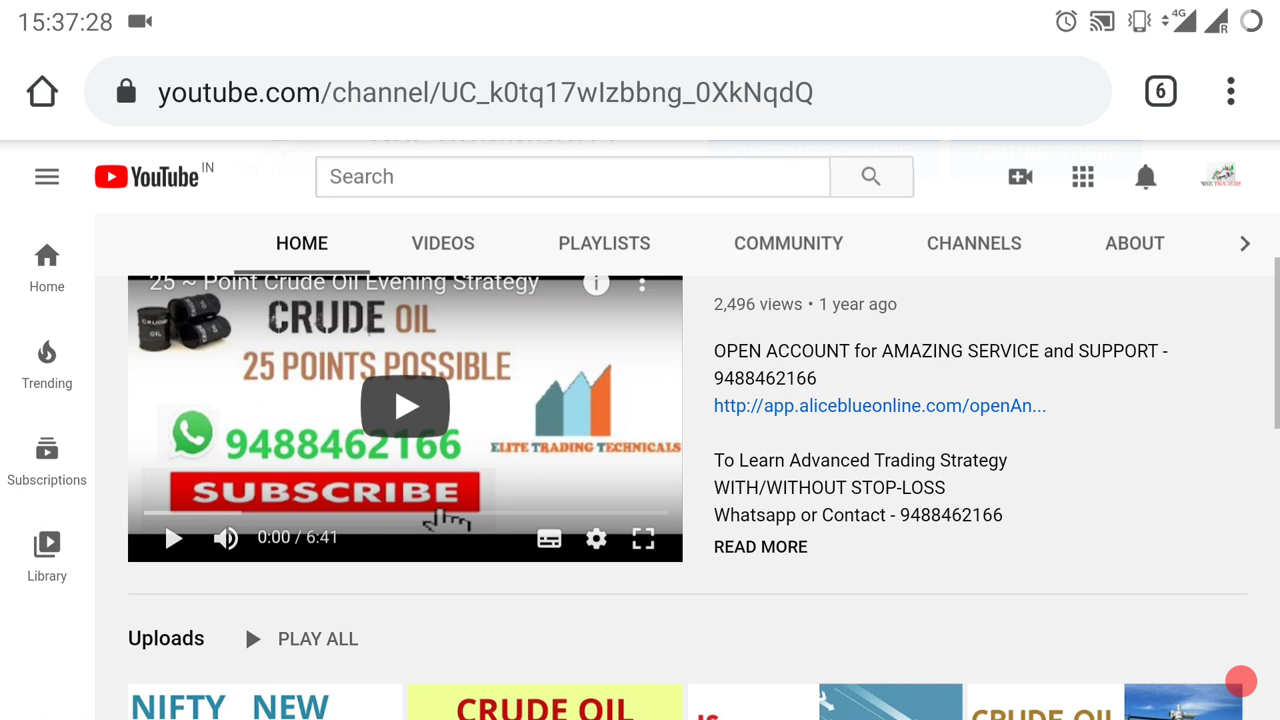 15:37:28
4G
R
youtube.com/channel/UC_k0tq17wIzbbng_0XkNqdQ
6
YouTube IN
Search
HOME VIDEOS PLAYLISTS COMMUNITY CHANNELS ABOUT
Home
Trending
Subscriptions
Library
25 ~ Point Crude Oil Evening Strategy
CRUDE OIL
25 POINTS POSSIBLE
9488462166
ELITE TRADING TECHNICALS
SUBSCRIBE
0:00 / 6:41
2,496 views • 1 year ago
OPEN ACCOUNT for AMAZING SERVICE and SUPPORT -
9488462166
http://app.aliceblueonline.com/openAn...
To Learn Advanced Trading Strategy
WITH/WITHOUT STOP-LOSS
Whatsapp or Contact - 9488462166
READ MORE
Uploads PLAY ALL
NIFTY NEW
CRUDE OIL
CRUDE OIL